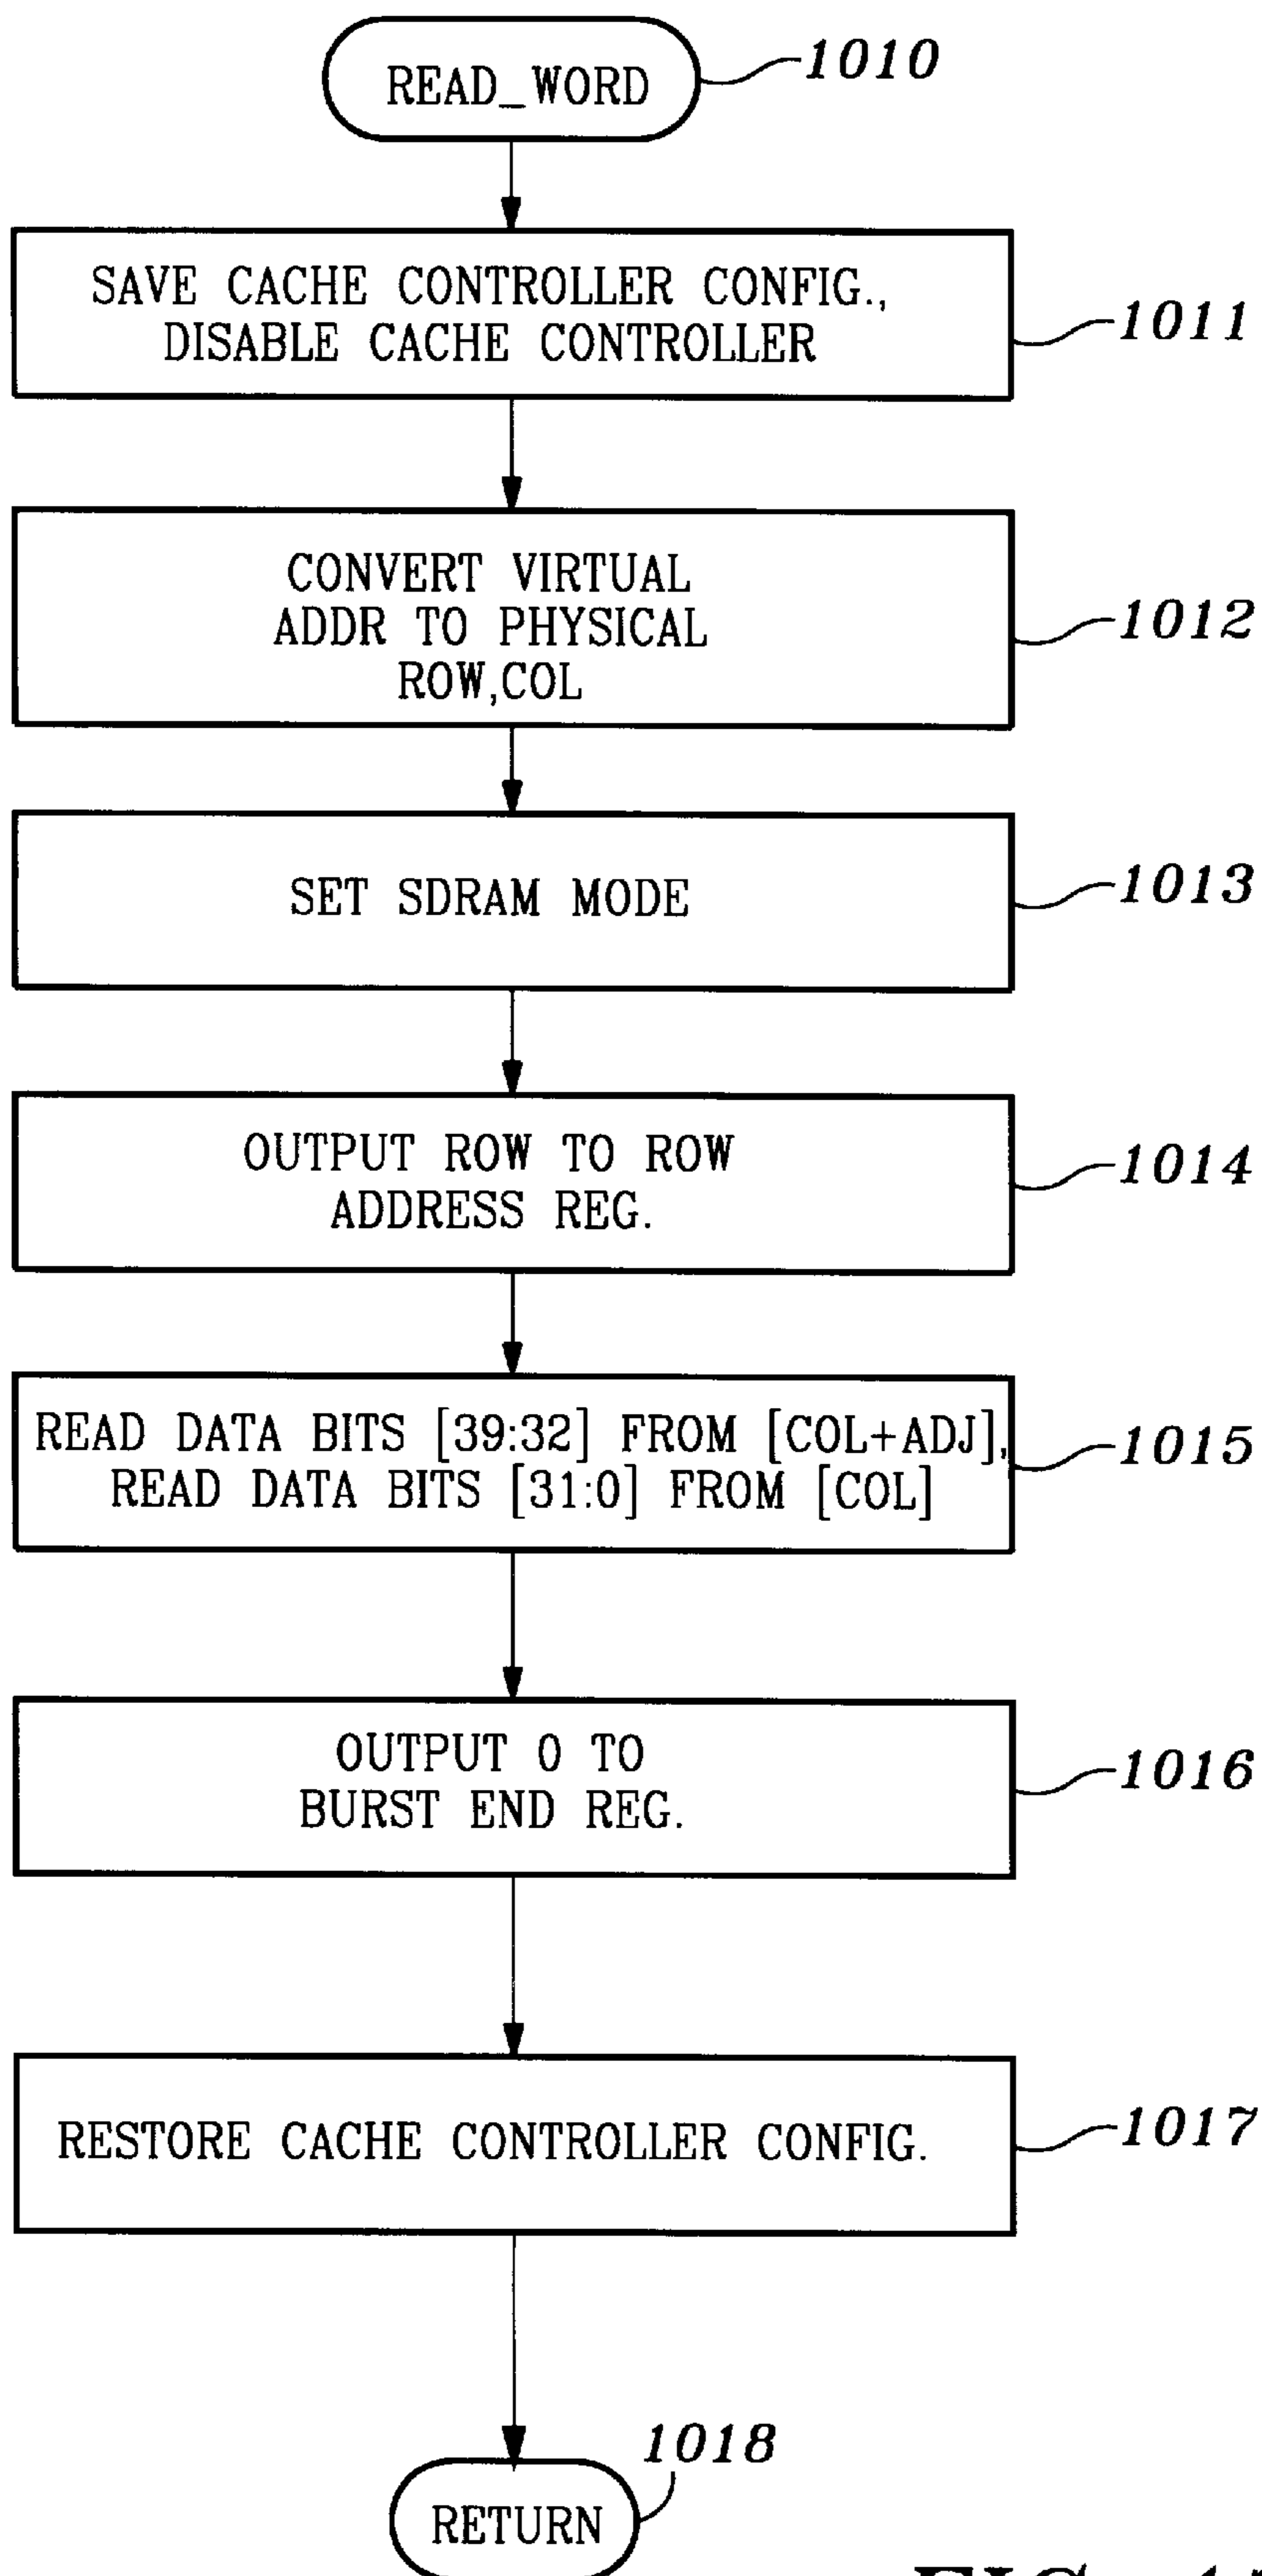 READ_WORD
1010
SAVE CACHE CONTROLLER CONFIG.,
DISABLE CACHE CONTROLLER
1011
CONVERT VIRTUAL
ADDR TO PHYSICAL
ROW,COL
1012
SET SDRAM MODE
1013
OUTPUT ROW TO ROW
ADDRESS REG.
1014
READ DATA BITS [39:32] FROM [COL+ADJ],
READ DATA BITS [31:0] FROM [COL]
1015
OUTPUT 0 TO
BURST END REG.
1016
RESTORE CACHE CONTROLLER CONFIG.
1017
1018
RETURN